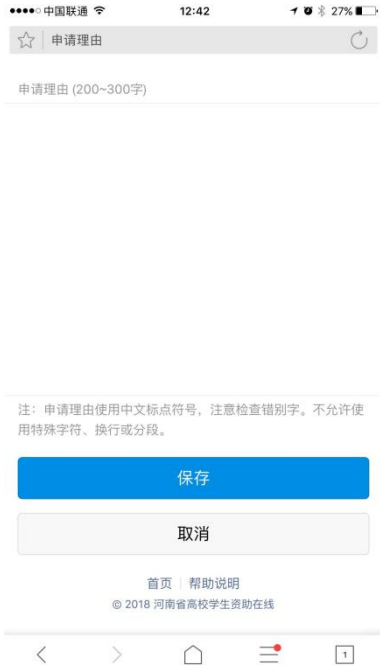 中国联通 12:42 27%
申请理由
申请理由 (200~300字)
注：申请理由使用中文标点符号，注意检查错别字。不允许使
用特殊字符、换行或分段。
保存
取消
首页 | 帮助说明
© 2018 河南省高校学生资助在线
1